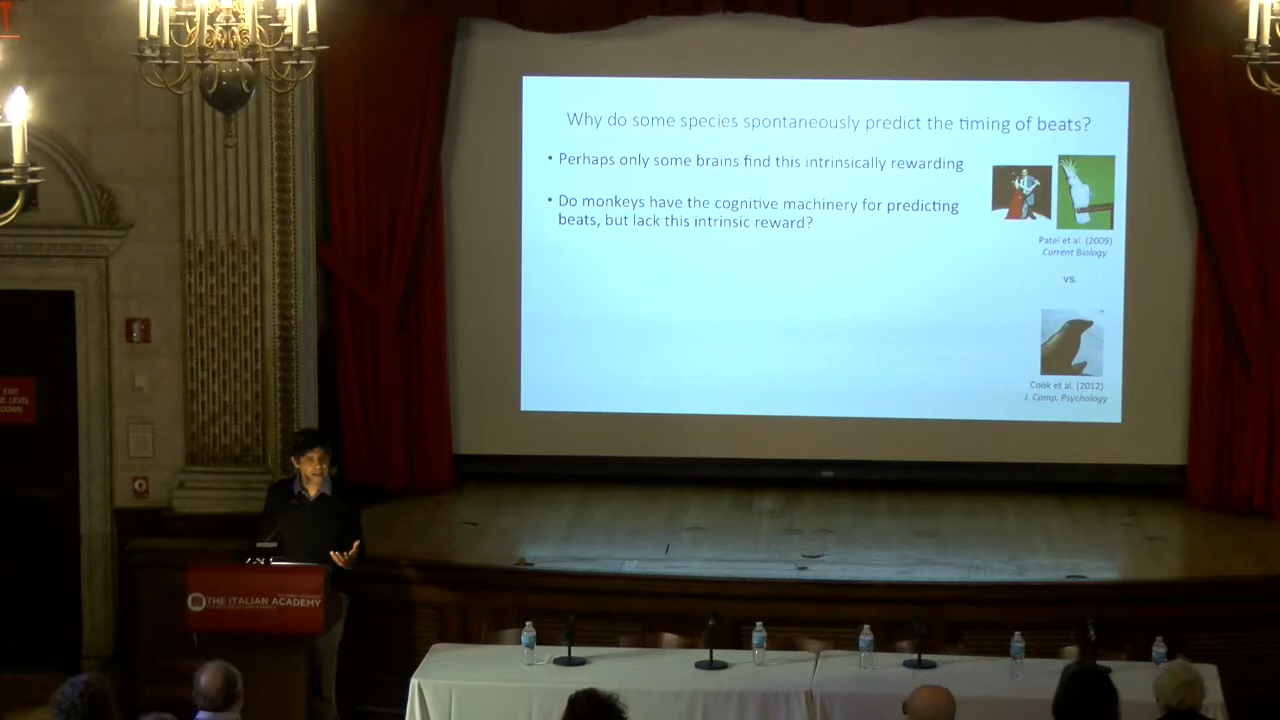 Why do some species spontaneously predict the timing of beats?
• Perhaps only some brains find this intrinsically rewarding
• Do monkeys have the cognitive machinery for predicting
beats, but lack this intrinsic reward?
Patel et al. (2009)
Current Biology
vs.
Cook et al. (2012)
J. Comp. Psychology
EXIT
LEVEL
DOWN
THE ITALIAN ACADEMY